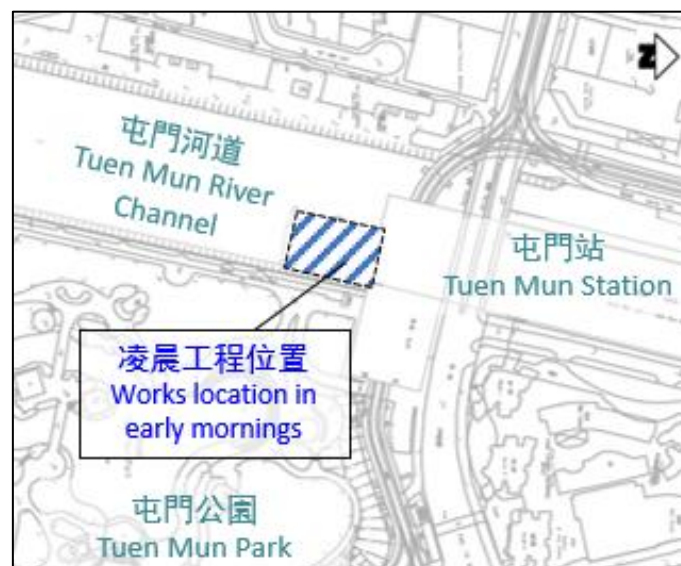 N
屯門河道
Tuen Mun River
Channel
屯門站
Tuen Mun Station
凌晨工程位置
Works location in
early mornings
屯門公園
Tuen Mun Park